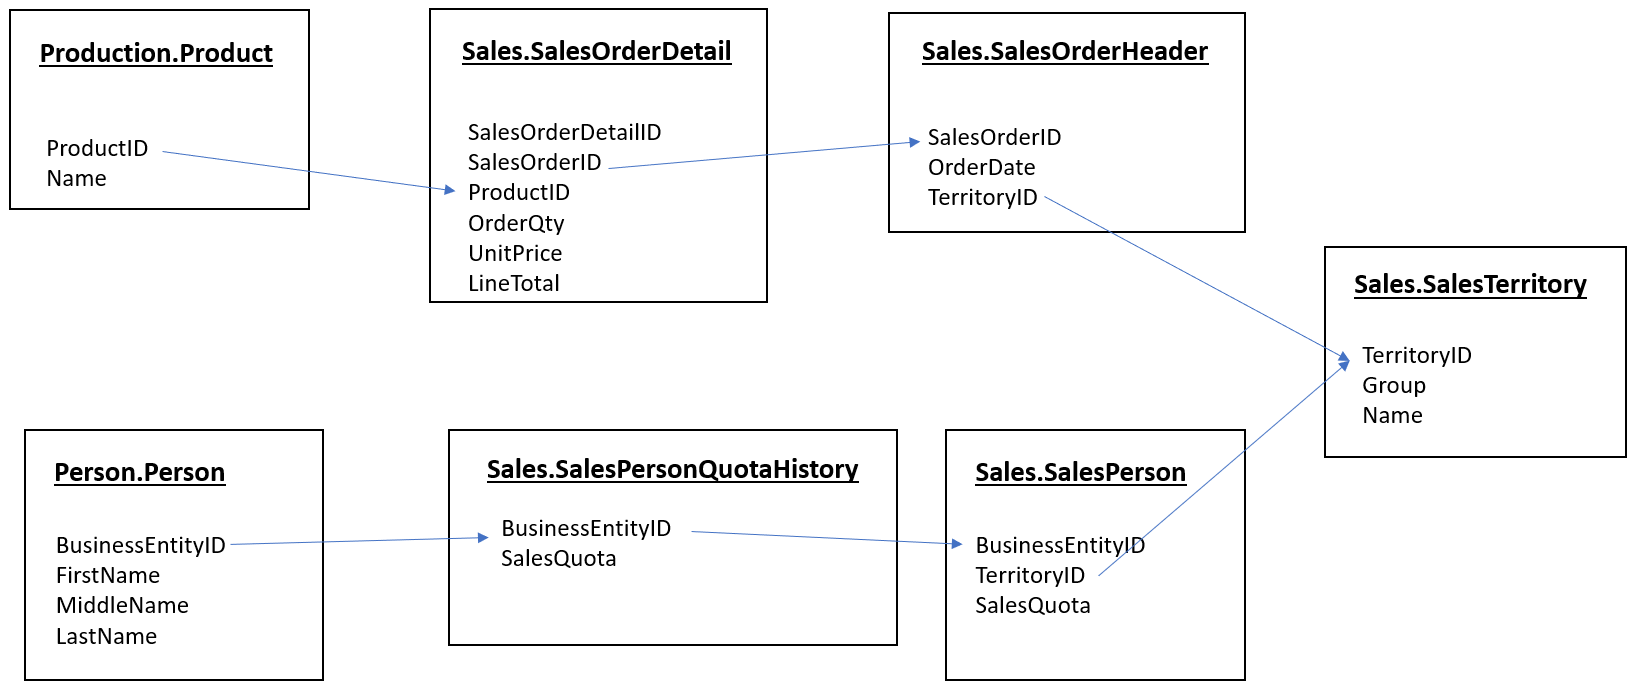 Production.Product
ProductID
Name
Sales.SalesOrderDetail
SalesOrderDetailID
SalesOrderID
ProductID
OrderQty
UnitPrice
LineTotal
Sales.SalesOrderHeader
SalesOrderID
OrderDate
TerritoryID
Sales.SalesTerritory
TerritoryID
Group
Name
Person.Person
BusinessEntityID
FirstName
MiddleName
LastName
Sales.SalesPersonQuotaHistory
BusinessEntityID
SalesQuota
Sales.SalesPerson
BusinessEntityID
TerritoryID
SalesQuota